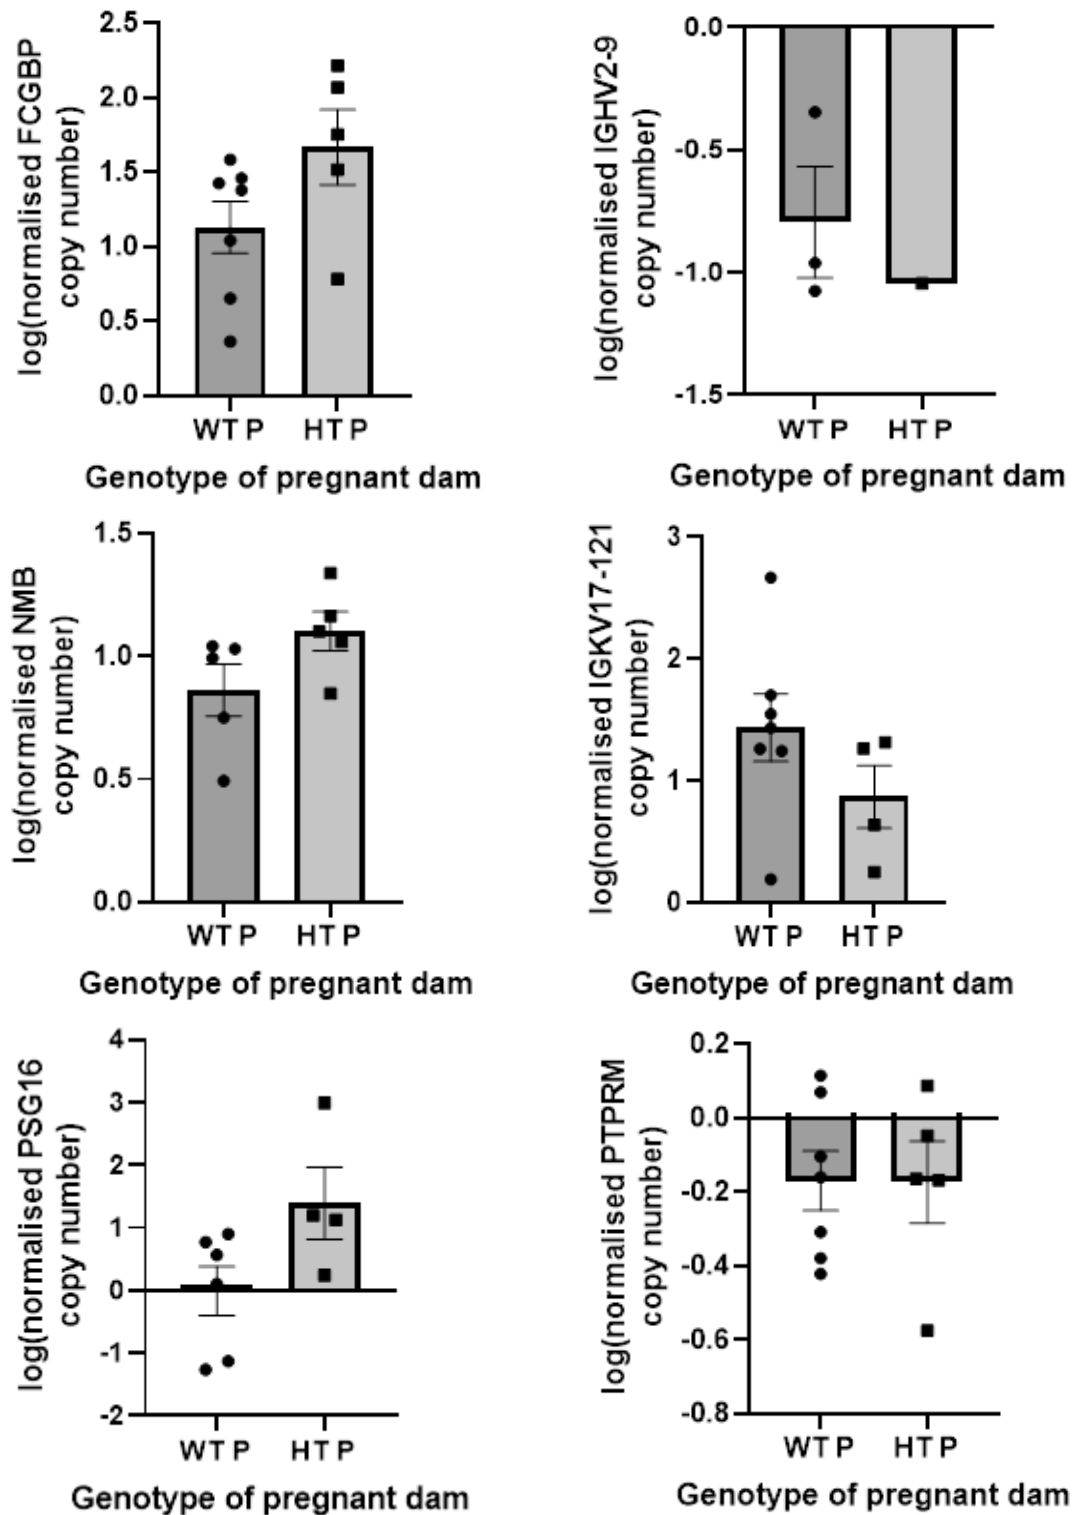 log(normalised FCGBP
copy number)
2.5
2.0
1.5
1.0
0.5
0.0
WT P HT P
Genotype of pregnant dam
log(normalised IGHV2-9
copy number)
0.0
-0.5
-1.0
-1.5
WT P HT P
Genotype of pregnant dam
log(normalised NMB
copy number)
1.5
1.0
0.5
0.0
WT P HT P
Genotype of pregnant dam
log(normalised IGKV17-121
copy number)
3
2
1
0
WT P HT P
Genotype of pregnant dam
log(normalised PSG16
copy number)
4
3
2
1
0
-1
-2
WT P HT P
Genotype of pregnant dam
log(normalised PTPRM
copy number)
0.2
0.0
-0.2
-0.4
-0.6
-0.8
WT P HT P
Genotype of pregnant dam